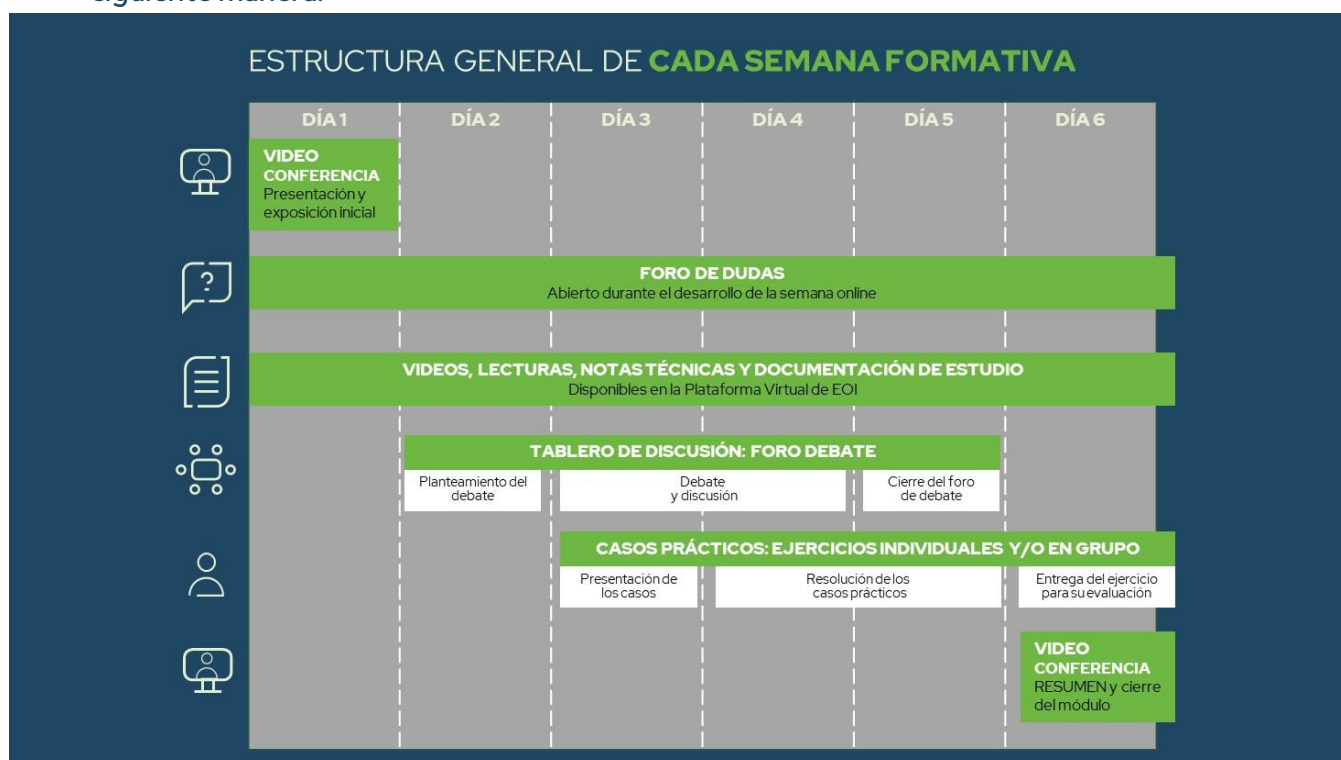 siguiente manera:
ESTRUCTURA GENERAL DE CADA SEMANA FORMATIVA
DÍA 1 DÍA 2 DÍA 3 DÍA 4 DÍA 5 DÍA 6
VIDEO
CONFERENCIA
Presentación y
exposición inicial
?
FORO DE DUDAS
Abierto durante el desarrollo de la semana online
VIDEOS, LECTURAS, NOTAS TÉCNICAS Y DOCUMENTACIÓN DE ESTUDIO
Disponibles en la Plataforma Virtual de EOI
TABLERO DE DISCUSIÓN: FORO DEBATE
Planteamiento del
debate
Debate
y discusión
Cierre del foro
de debate
CASOS PRÁCTICOS: EJERCICIOS INDIVIDUALES Y/O EN GRUPO
Presentación de
los casos
Resolución de los
casos prácticos
Entrega del ejercicio
para su evaluación
VIDEO
CONFERENCIA
RESUMEN y cierre
del módulo